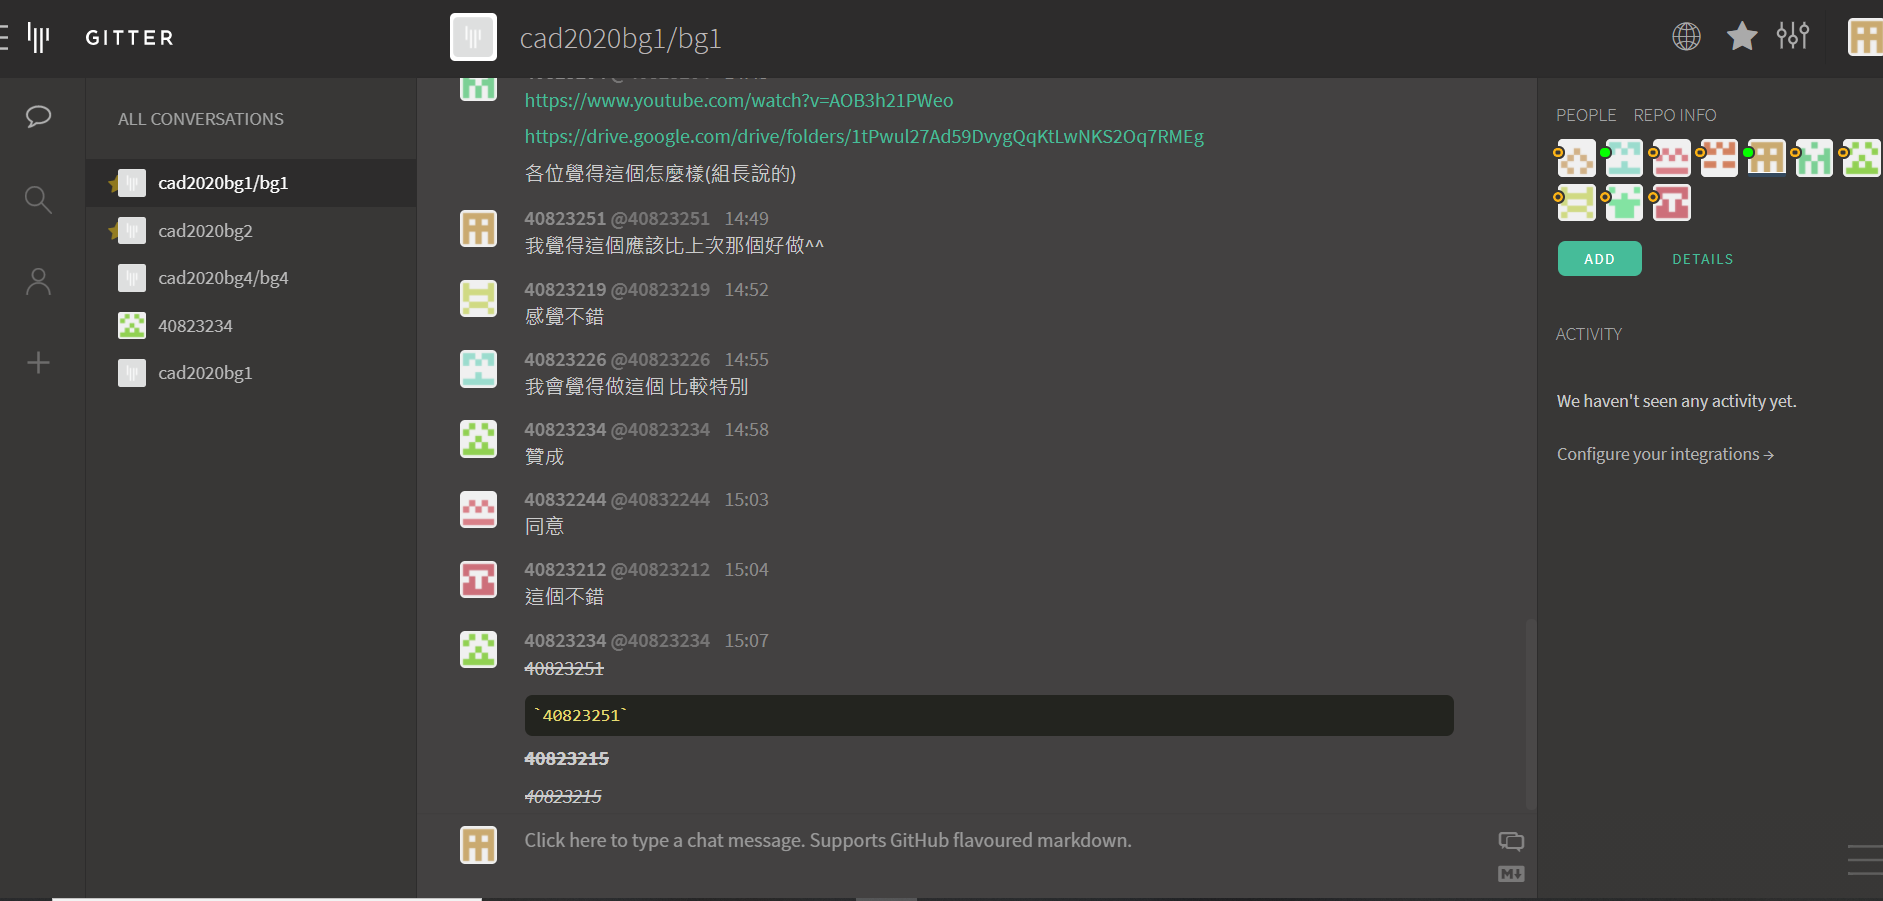 GITTER
cad2020bg1/bg1
ALL CONVERSATIONS
cad2020bg1/bg1
cad2020bg2
cad2020bg4/bg4
40823234
cad2020bg1
https://www.youtube.com/watch?v=AOB3h21PWeo
https://drive.google.com/drive/folders/1tPwul27Ad59DvygQqKtLwNKS2Oq7RMEg
各位覺得這個怎麼樣(組長說的)
40823251 @40823251 14:49
我覺得這個應該比上次那個好做^^
40823219 @40823219 14:52
感覺不錯
40823226 @40823226 14:55
我會覺得做這個 比較特別
40823234 @40823234 14:58
贊成
40832244 @40832244 15:03
同意
40823212 @40823212 15:04
這個不錯
40823234 @40823234 15:07
40823251
`40823251`
40823215
40823215
Click here to type a chat message. Supports GitHub flavoured markdown.
M
PEOPLE REPO INFO
ADD DETAILS
ACTIVITY
We haven't seen any activity yet.
Configure your integrations →